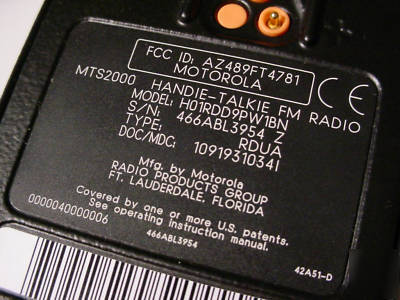 FCC ID: AZ489FT4781
MOTOROLA
MTS2000 HANDIE-TALKIE FM RADIO
MODEL: H01RDD9PW1BN
S/N: 466ABL3954 Z
TYPE: RDUA
DOC/MDC: 1091931034I
CE
Mfg. by Motorola
RADIO PRODUCTS GROUP
FT. LAUDERDALE, FLORIDA
Covered by one or more U.S. patents.
See operating instruction manual.
0000040000006
466ABL3954
42A51-D